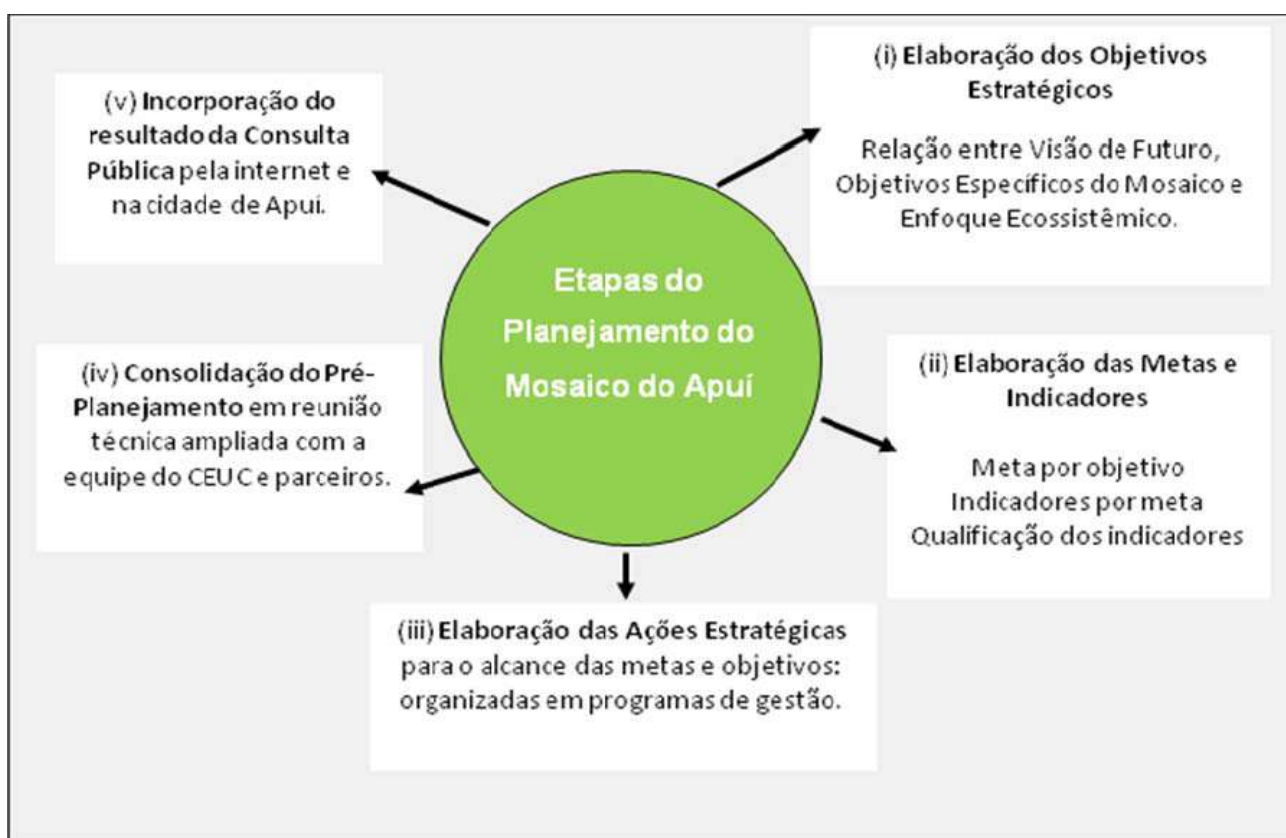 Etapas do
Planejamento do
Mosaico do Apuí
(i) Elaboração dos Objetivos
Estratégicos
Relação entre Visão de Futuro,
Objetivos Específicos do Mosaico e
Enfoque Ecossistêmico.
(ii) Elaboração das Metas e
Indicadores
Meta por objetivo
Indicadores por meta
Qualificação dos indicadores
(iii) Elaboração das Ações Estratégicas
para o alcance das metas e objetivos:
organizadas em programas de gestão.
(iv) Consolidação do Pré-
Planejamento em reunião
técnica ampliada com a
equipe do CEUC e parceiros.
(v) Incorporação do
resultado da Consulta
Pública pela internet e
na cidade de Apuí.